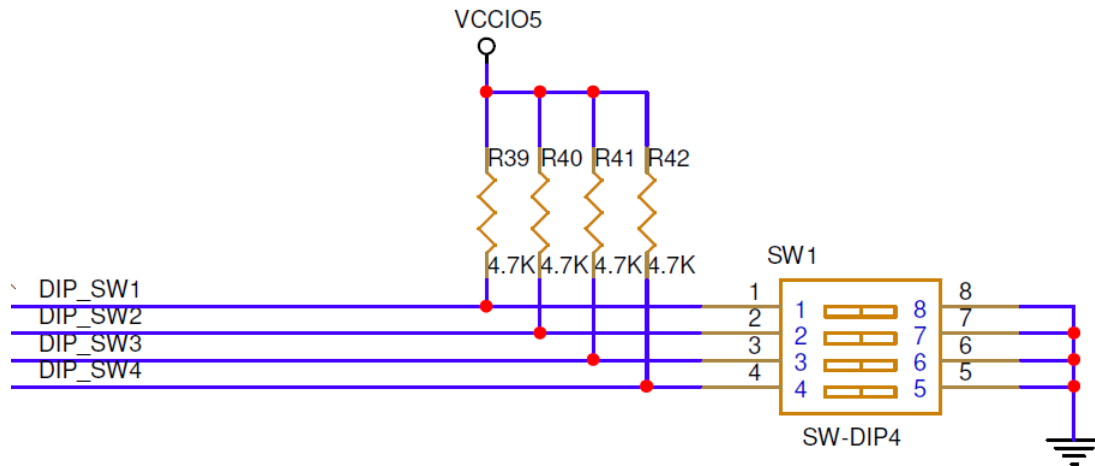 VCCIO5
R39 R40 R41 R42
4.7K 4.7K 4.7K 4.7K
SW1
DIP_SW1 1 1 8 8
DIP_SW2 2 2 7 7
DIP_SW3 3 3 6 6
DIP_SW4 4 4 5 5
SW-DIP4